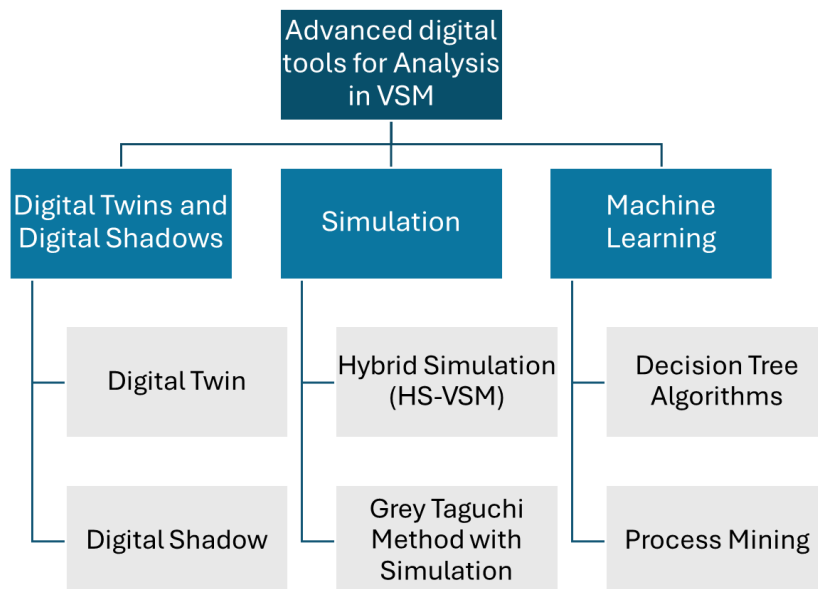 Advanced digital
tools for Analysis
in VSM
Digital Twins and
Digital Shadows
Simulation
Machine
Learning
Digital Twin
Hybrid Simulation
(HS-VSM)
Decision Tree
Algorithms
Digital Shadow
Grey Taguchi
Method with
Simulation
Process Mining